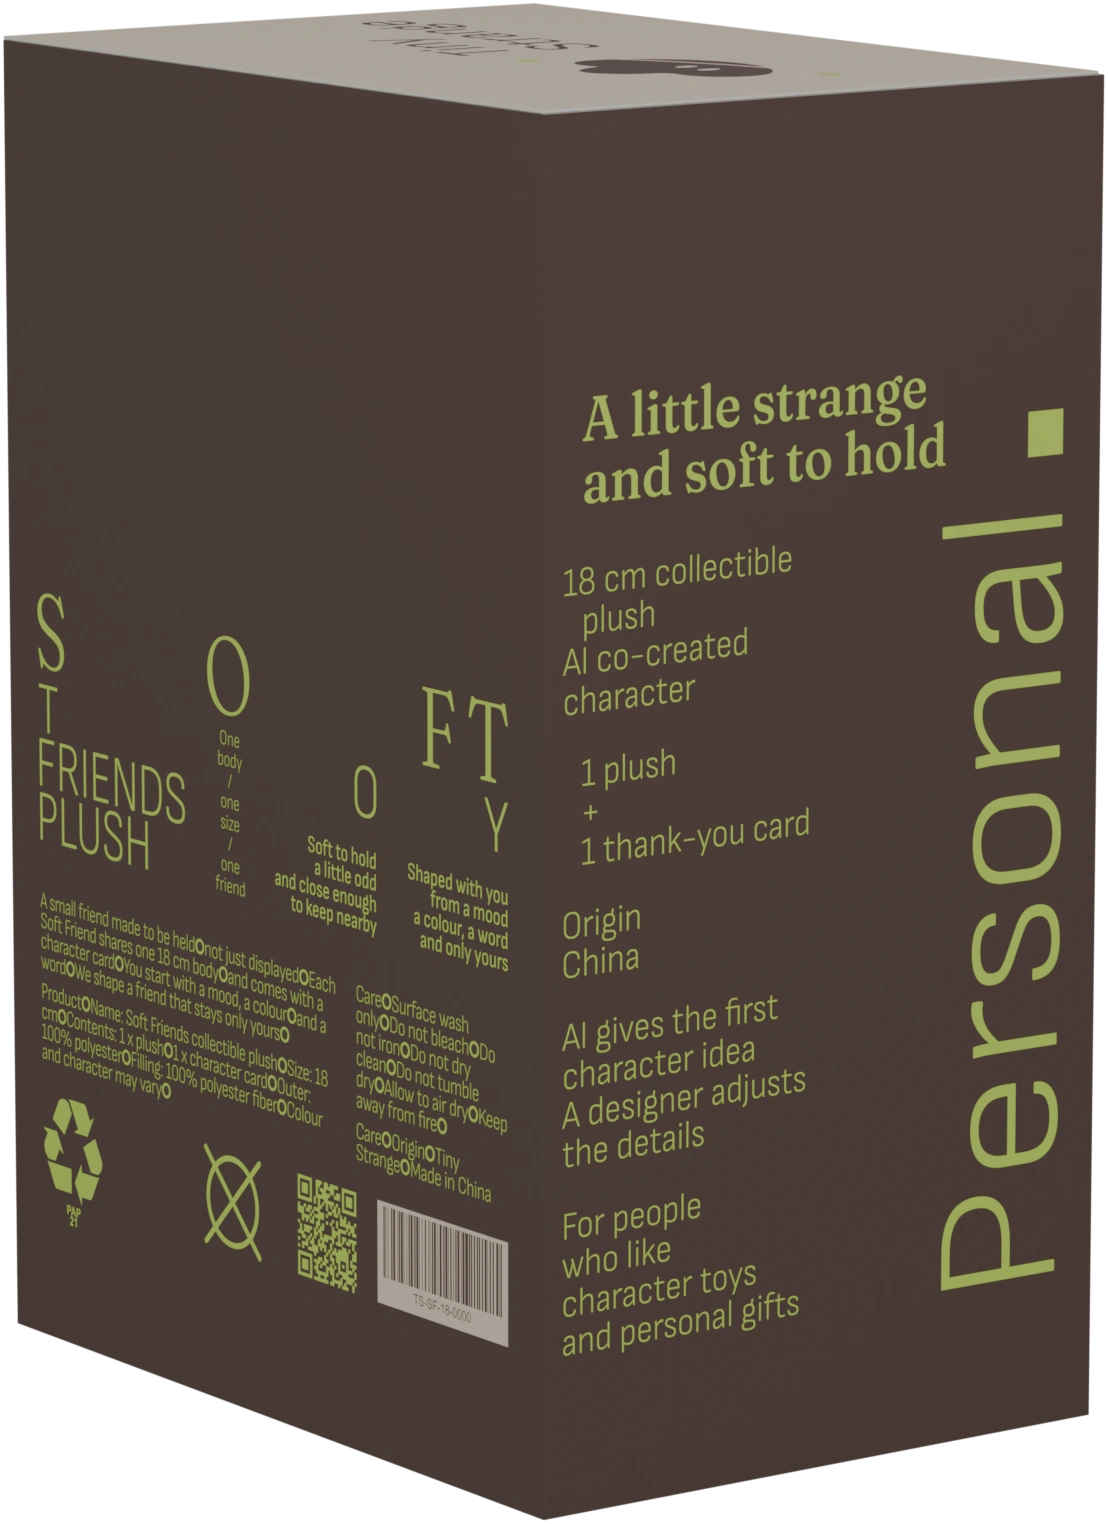 Tiny
strange
S
O
F T
T
O
Y
FRIENDS
PLUSH
One
body
/
one
size
/
one
friend
Soft to hold
a little odd
and close enough
to keep nearby
Shaped with you
from a mood
a colour, a word
and only yours
A small friend made to be heldOnot just displayedOEach
Soft Friend shares one 18 cm bodyOand comes with a
character cardOYou start with a mood, a colourOand a
wordOWe shape a friend that stays only yoursO
ProductOName: Soft Friends collectible plushOSize: 18
cmOContents: 1 x plushO1 x character cardOOuter:
100% polyesterOFilling: 100% polyester fiberOColour
and character may varyO
CareOSurface wash
onlyODo not bleachODo
not ironODo not dry
cleanODo not tumble
dryOAllow to air dryOKeep
away from fireO
CareOOriginOTiny
StrangeOMade in China
PAP
21
TS-SF-18-0000
A little strange
and soft to hold
18 cm collectible
plush
AI co-created
character
1 plush
+
1 thank-you card
Origin
China
AI gives the first
character idea
A designer adjusts
the details
For people
who like
character toys
and personal gifts
Personal.